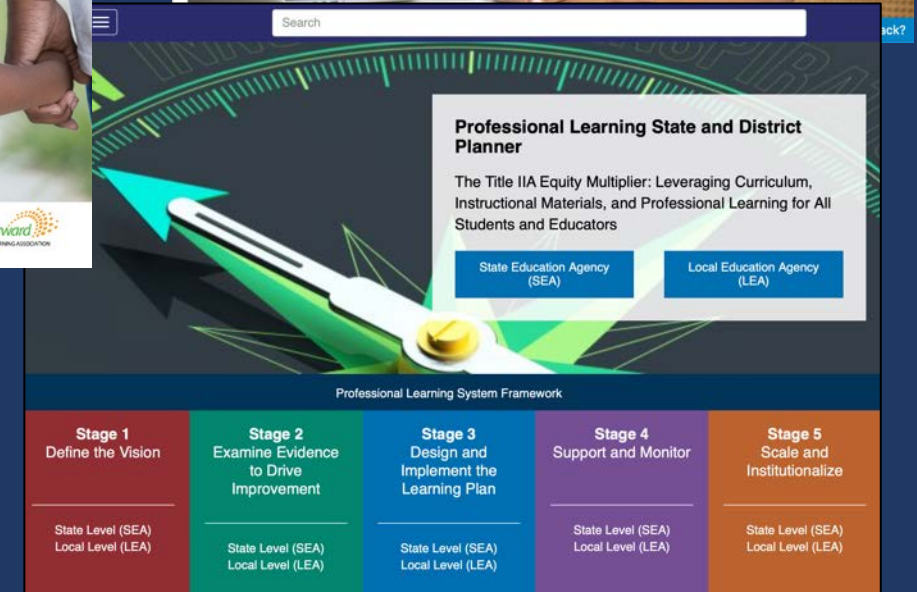 Search
ack?
INSPIRATI
Professional Learning State and District
Planner
The Title IIA Equity Multiplier: Leveraging Curriculum,
Instructional Materials, and Professional Learning for All
Students and Educators
State Education Agency
(SEA)
Local Education Agency
(LEA)
ward
NING ASSOCIATION
Professional Learning System Framework
Stage 1
Define the Vision
State Level (SEA)
Local Level (LEA)
Stage 2
Examine Evidence
to Drive
Improvement
State Level (SEA)
Local Level (LEA)
Stage 3
Design and
Implement the
Learning Plan
State Level (SEA)
Local Level (LEA)
Stage 4
Support and Monitor
State Level (SEA)
Local Level (LEA)
Stage 5
Scale and
Institutionalize
State Level (SEA)
Local Level (LEA)